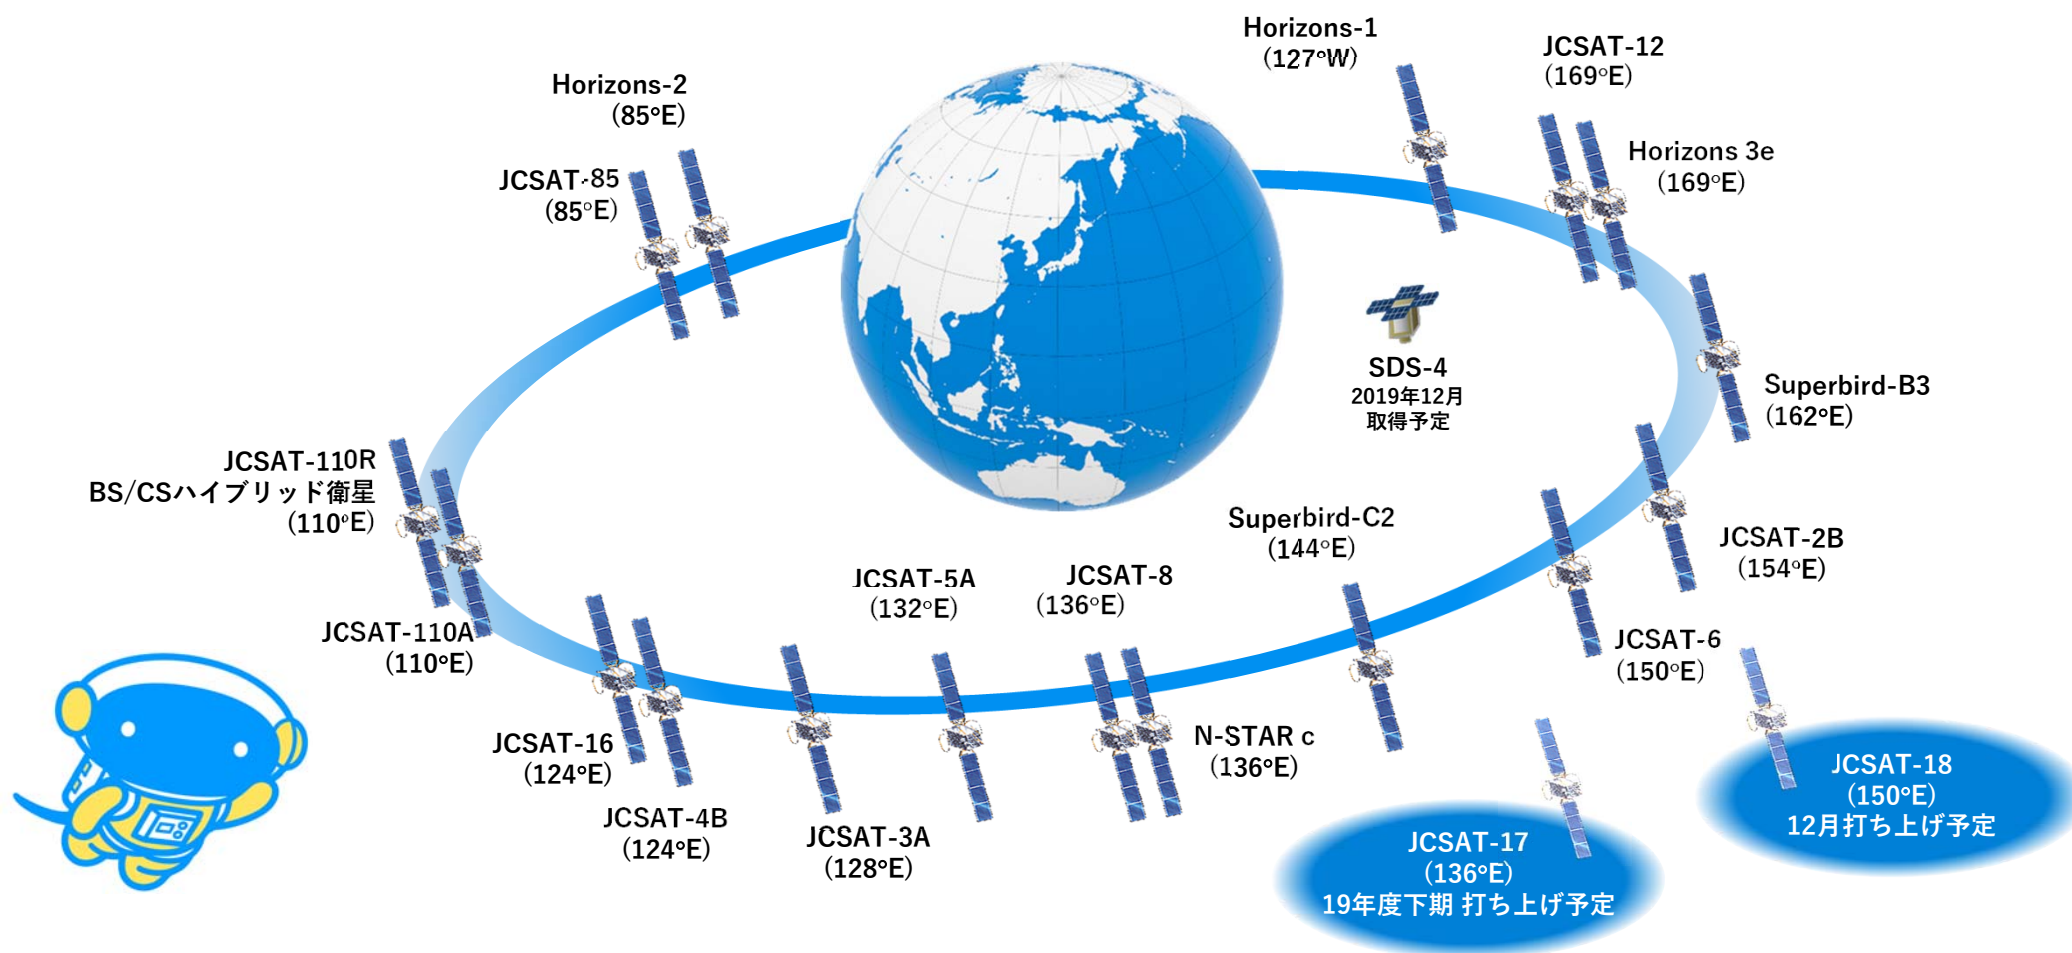 Horizons-1
(127°W)
JCSAT-12
(169°E)
Horizons-2
(85°E)
Horizons 3e
(169°E)
JCSAT-85
(85°E)
SDS-4
2019年12月
取得予定
Superbird-B3
(162°E)
JCSAT-110R
BS/CSハイブリッド衛星
(110°E)
Superbird-C2
(144°E)
JCSAT-2B
(154°E)
JCSAT-5A
(132°E)
JCSAT-8
(136°E)
JCSAT-110A
(110°E)
JCSAT-6
(150°E)
JCSAT-16
(124°E)
N-STAR c
(136°E)
JCSAT-18
(150°E)
12月打ち上げ予定
JCSAT-4B
(124°E)
JCSAT-3A
(128°E)
JCSAT-17
(136°E)
19年度下期 打ち上げ予定